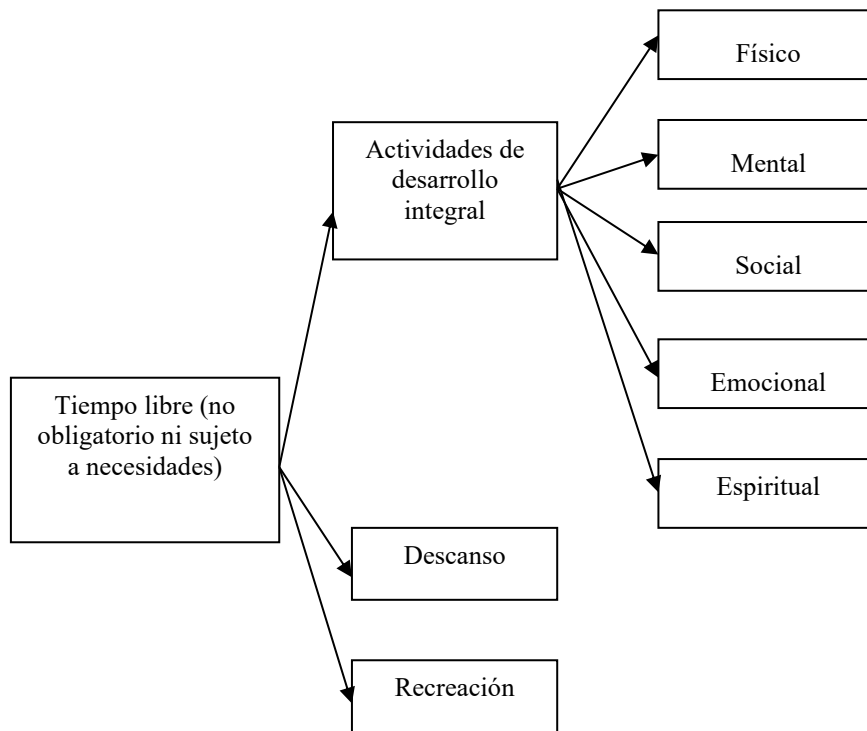 Físico
Actividades de
desarrollo
integral
Mental
Social
Emocional
Tiempo libre (no
obligatorio ni sujeto
a necesidades)
Espiritual
Descanso
Recreación